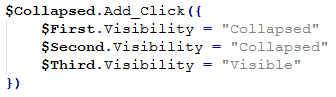 $Collapsed.Add_Click({
    $First.Visibility = "Collapsed"
    $Second.Visibility = "Collapsed"
    $Third.Visibility = "Visible"
})